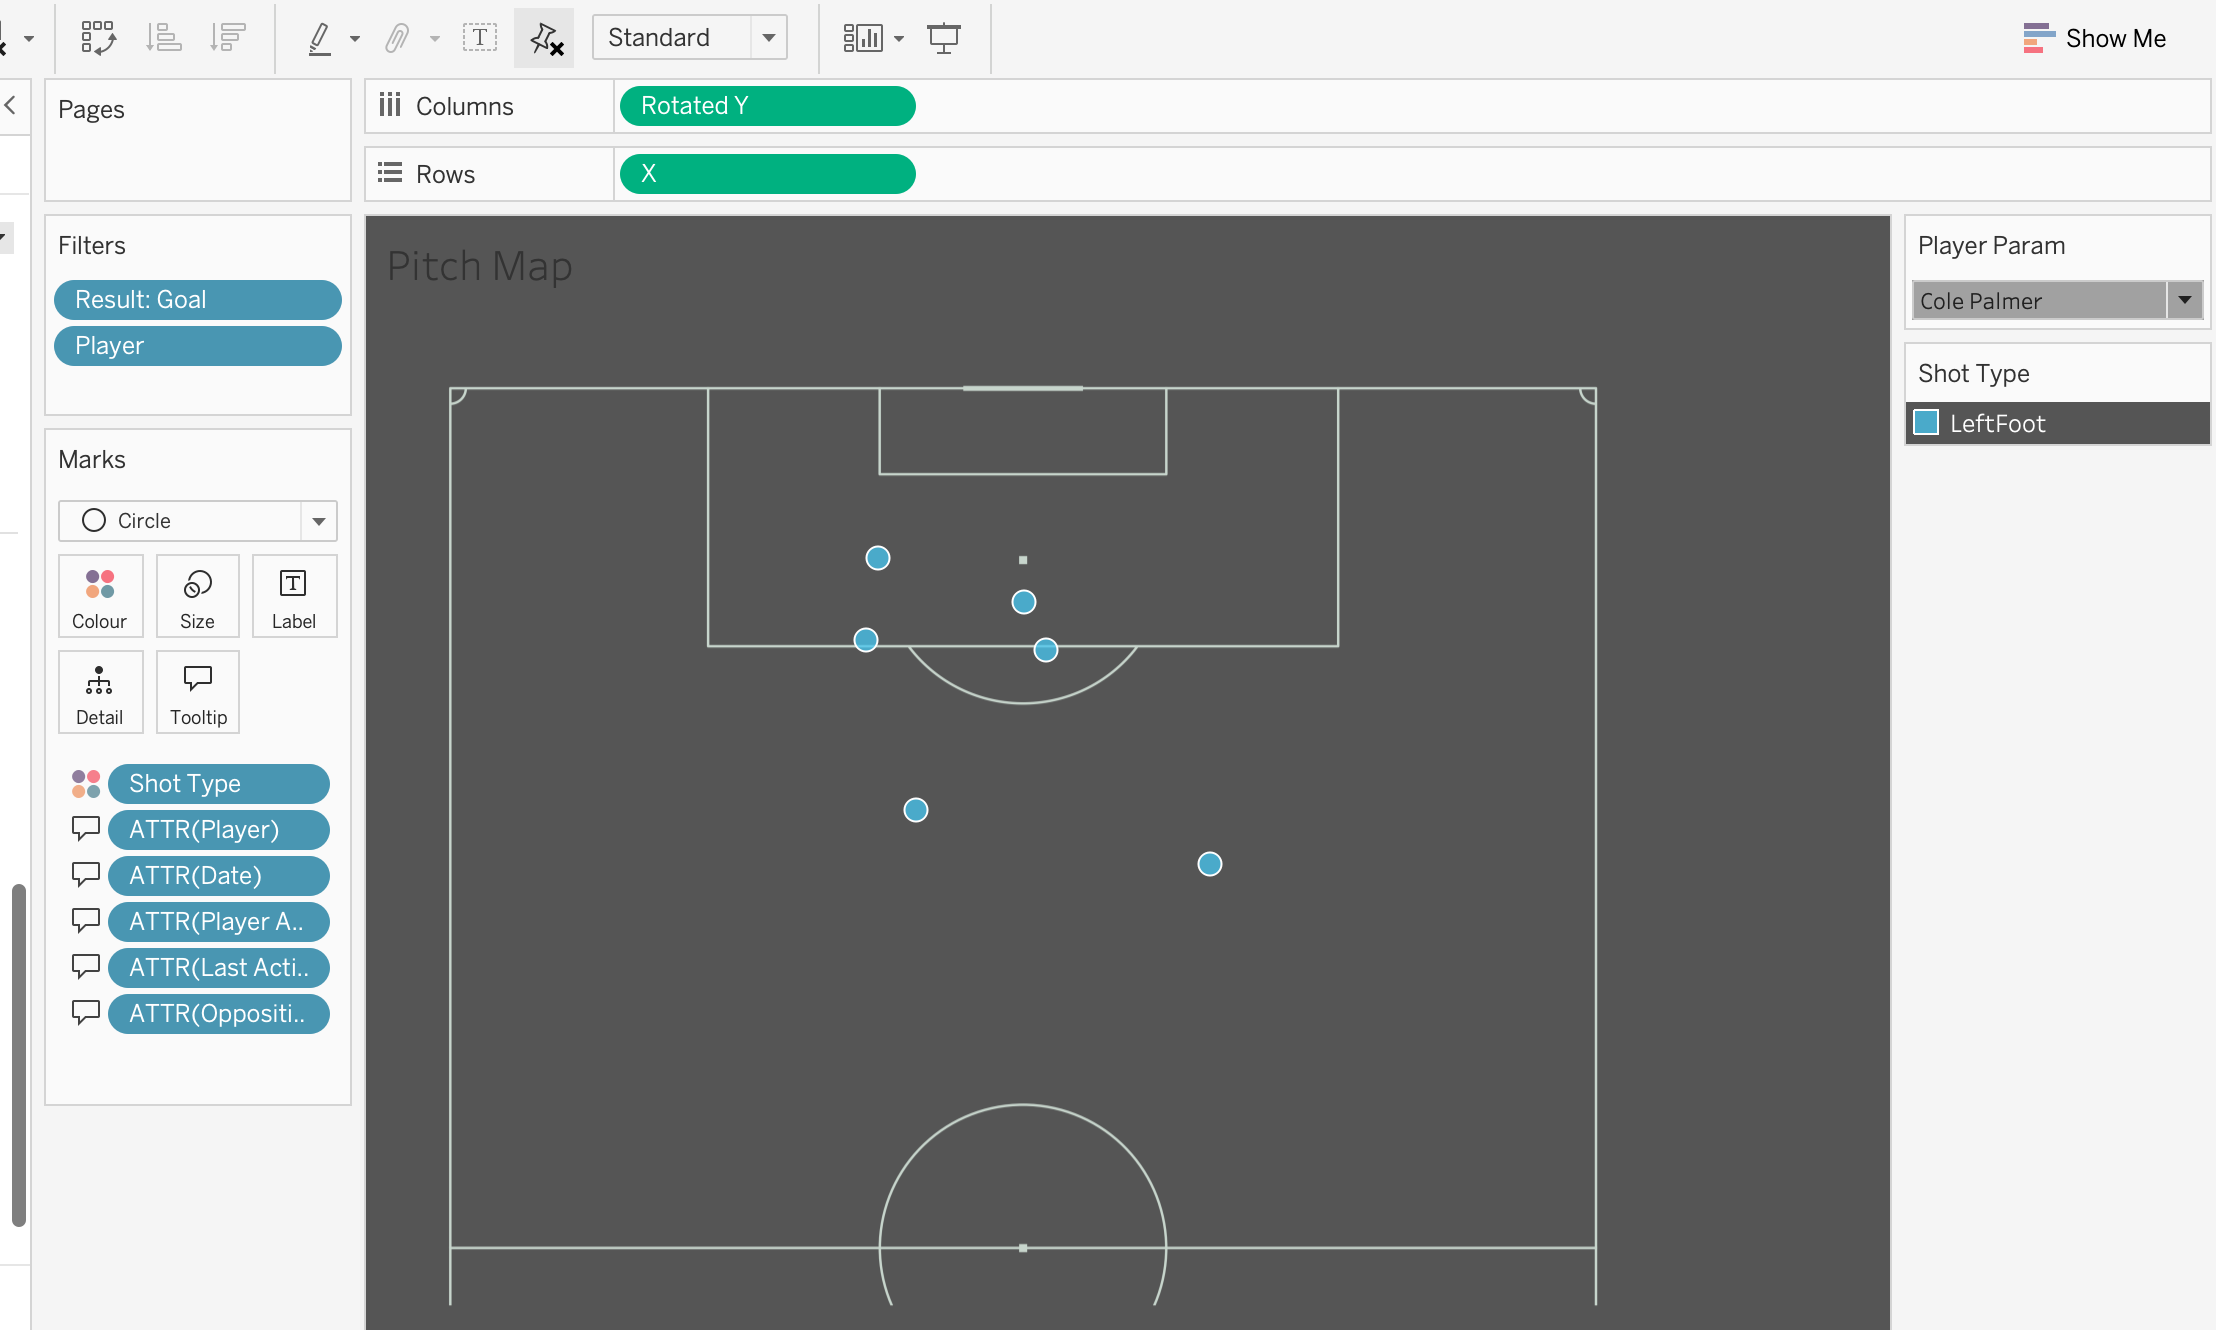 Standard
Show Me
Pages
Columns
Rotated Y
Rows
X
Filters
Result: Goal
Player
Marks
Circle
Colour
Size
Label
Detail
Tooltip
Shot Type
ATTR(Player)
ATTR(Date)
ATTR(Player A..
ATTR(Last Acti..
ATTR(Oppositi..
Pitch Map
Player Param
Cole Palmer
Shot Type
LeftFoot